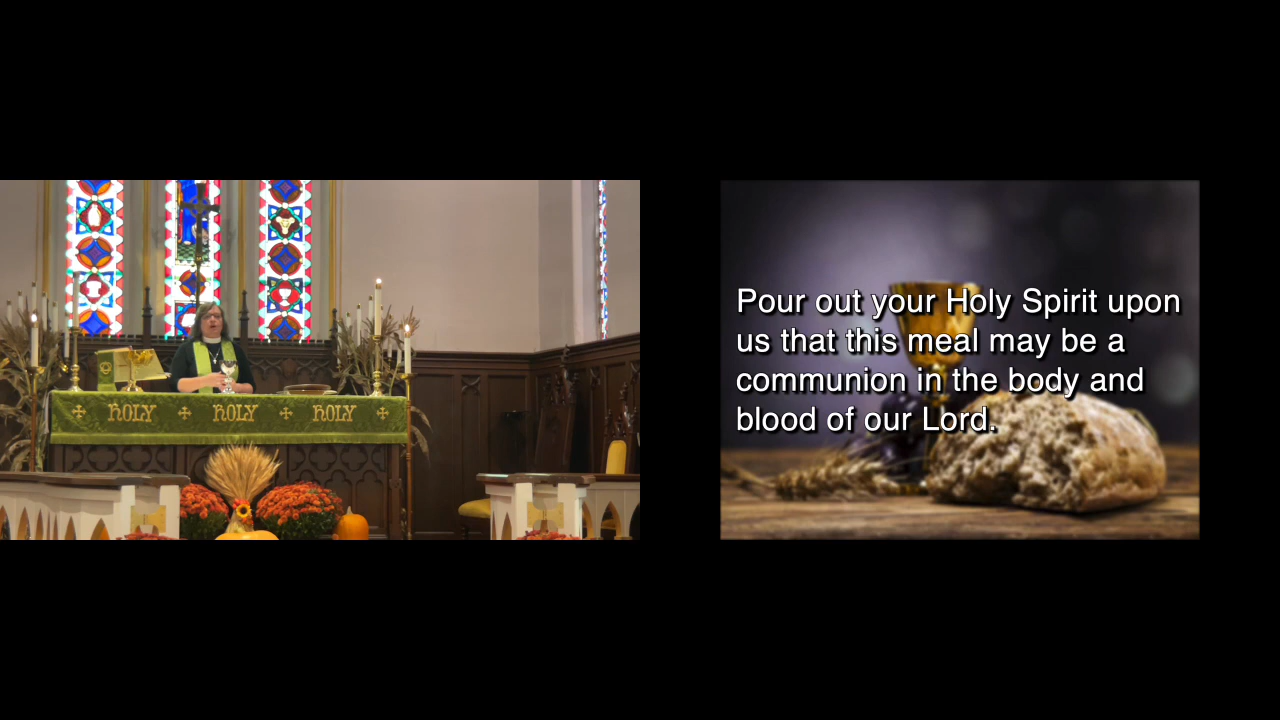 HOLY HOLY HOLY
Pour out your Holy Spirit upon
us that this meal may be a
communion in the body and
blood of our Lord.